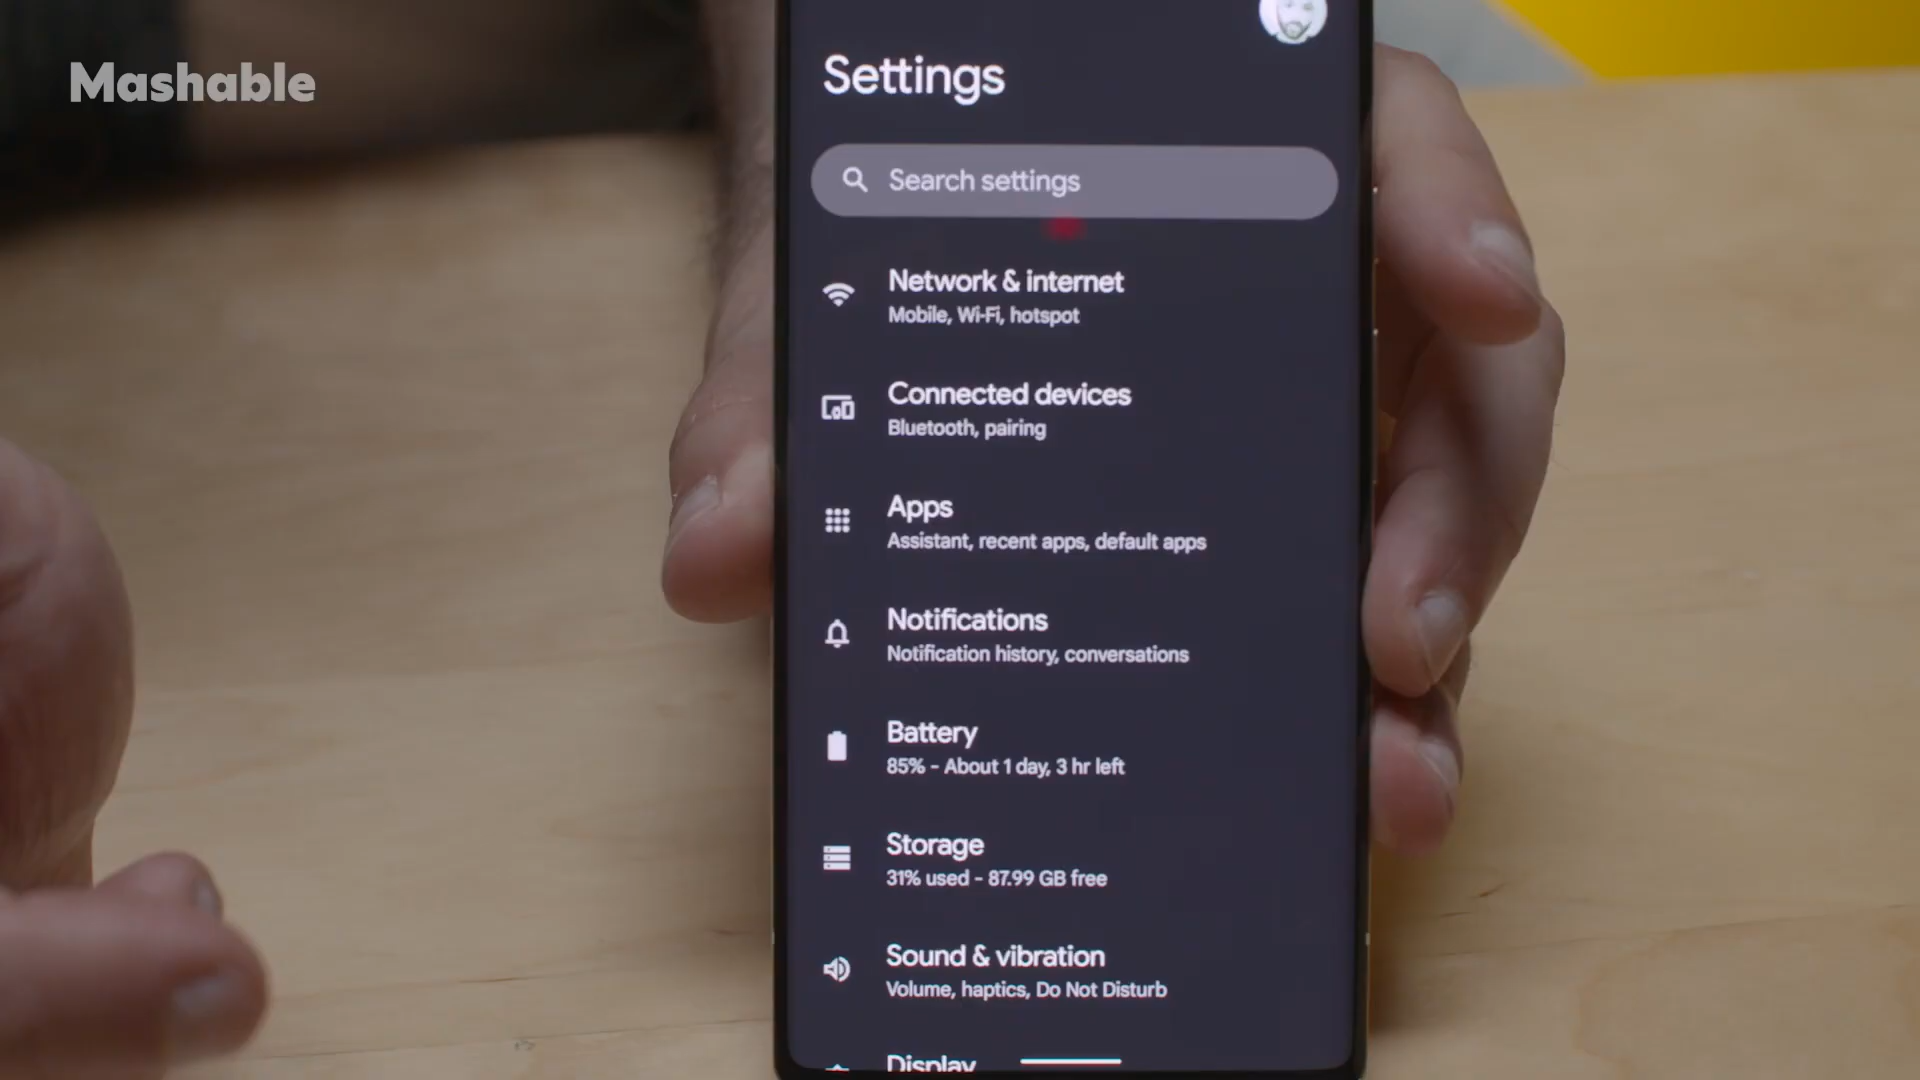 Mashable
Settings
Search settings
Network & internet
Mobile, Wi-Fi, hotspot
Connected devices
Bluetooth, pairing
Apps
Assistant, recent apps, default apps
Notifications
Notification history, conversations
Battery
85% - About 1 day, 3 hr left
Storage
31% used - 87.99 GB free
Sound & vibration
Volume, haptics, Do Not Disturb
Display